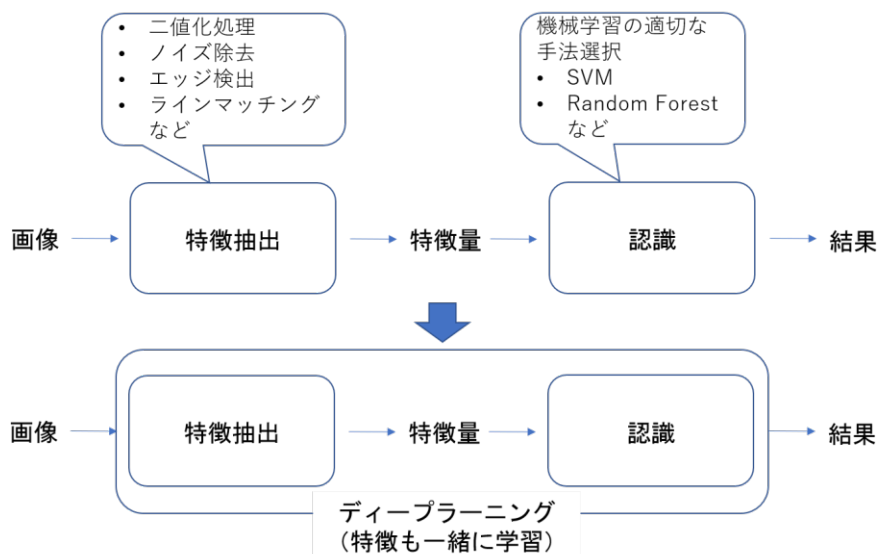 • 二値化処理
• ノイズ除去
• エッジ検出
• ラインマッチング
など
機械学習の適切な
手法選択
• SVM
• Random Forest
など
画像
特徴抽出
特徴量
認識
結果
画像
特徴抽出
特徴量
認識
結果
ディープラーニング
(特徴も一緒に学習)